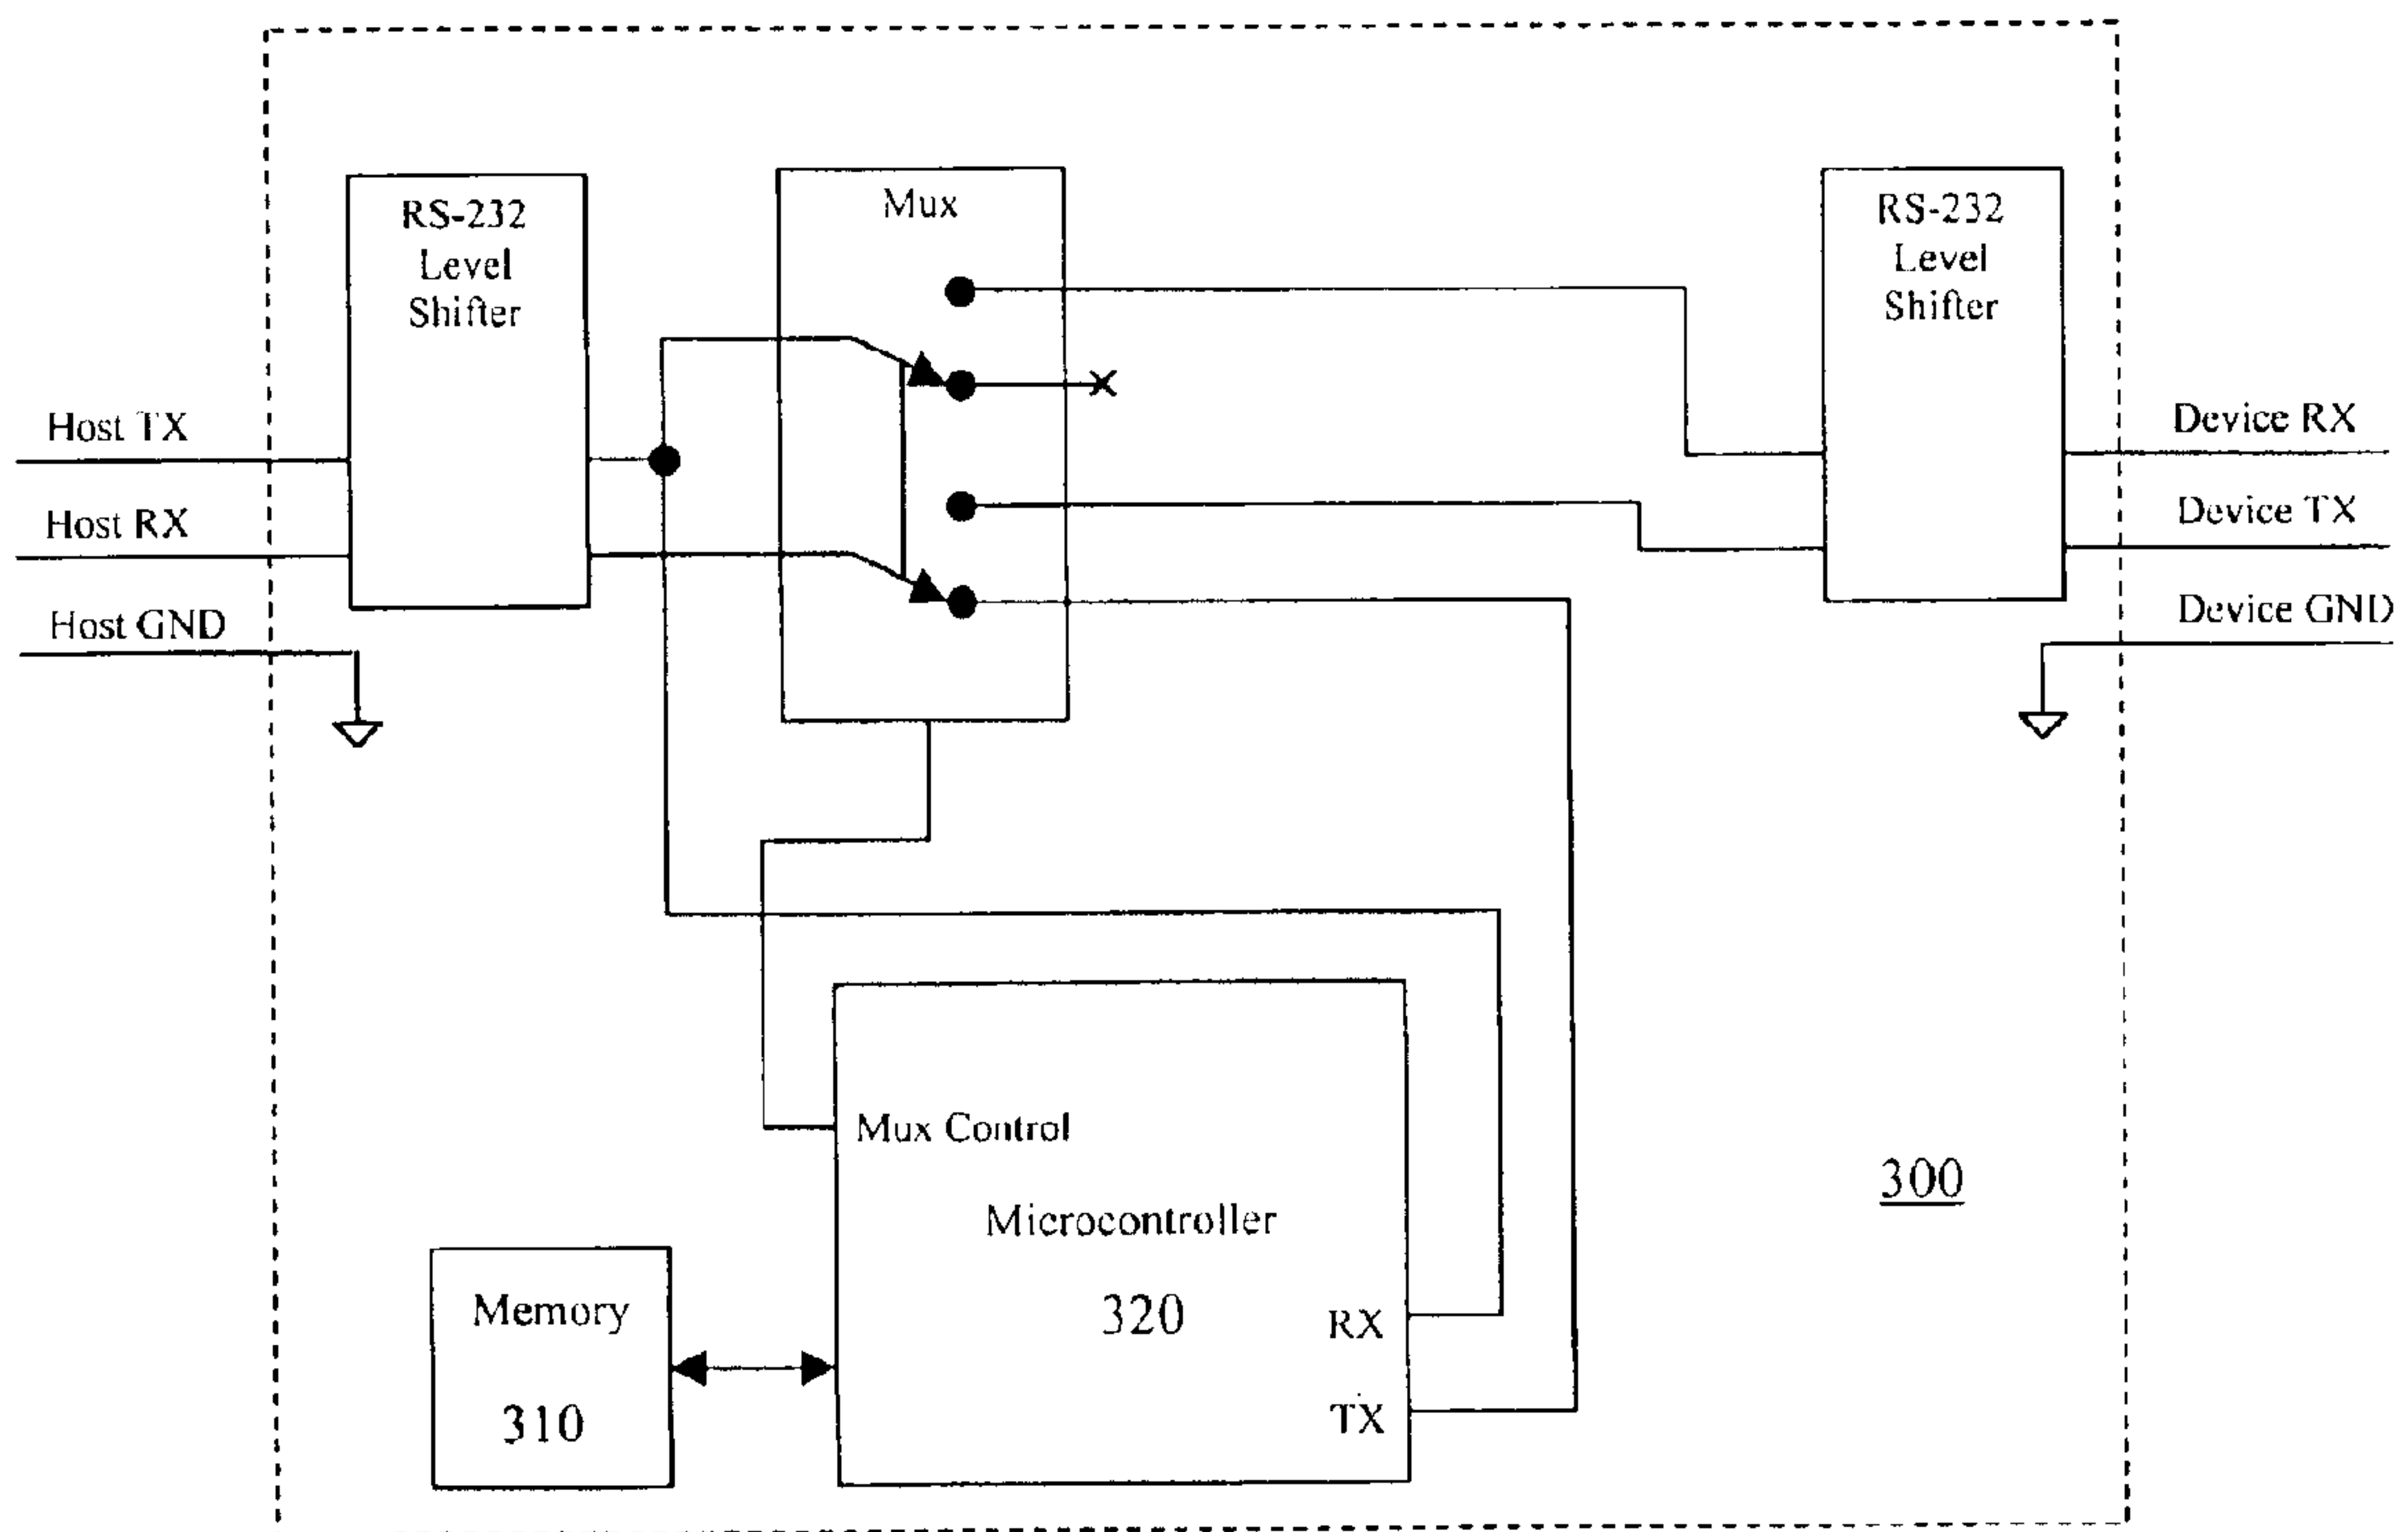 RS-232
Level
Shifter
Mux
RS-232
Level
Shifter
Host TX
Host RX
Host GND
Device RX
Device TX
Device GND
Mux Control
Microcontroller
320
RX
TX
Memory
310
300